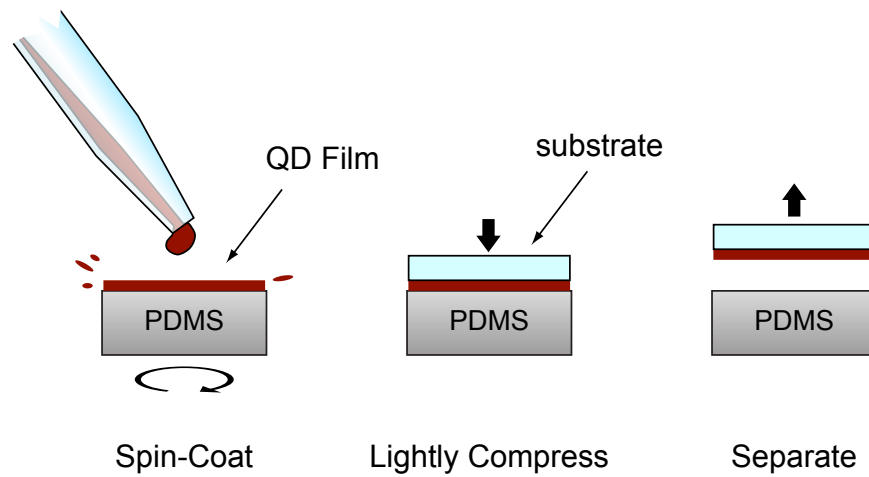 QD Film
substrate
PDMS
PDMS
PDMS
Spin-Coat
Lightly Compress
Separate